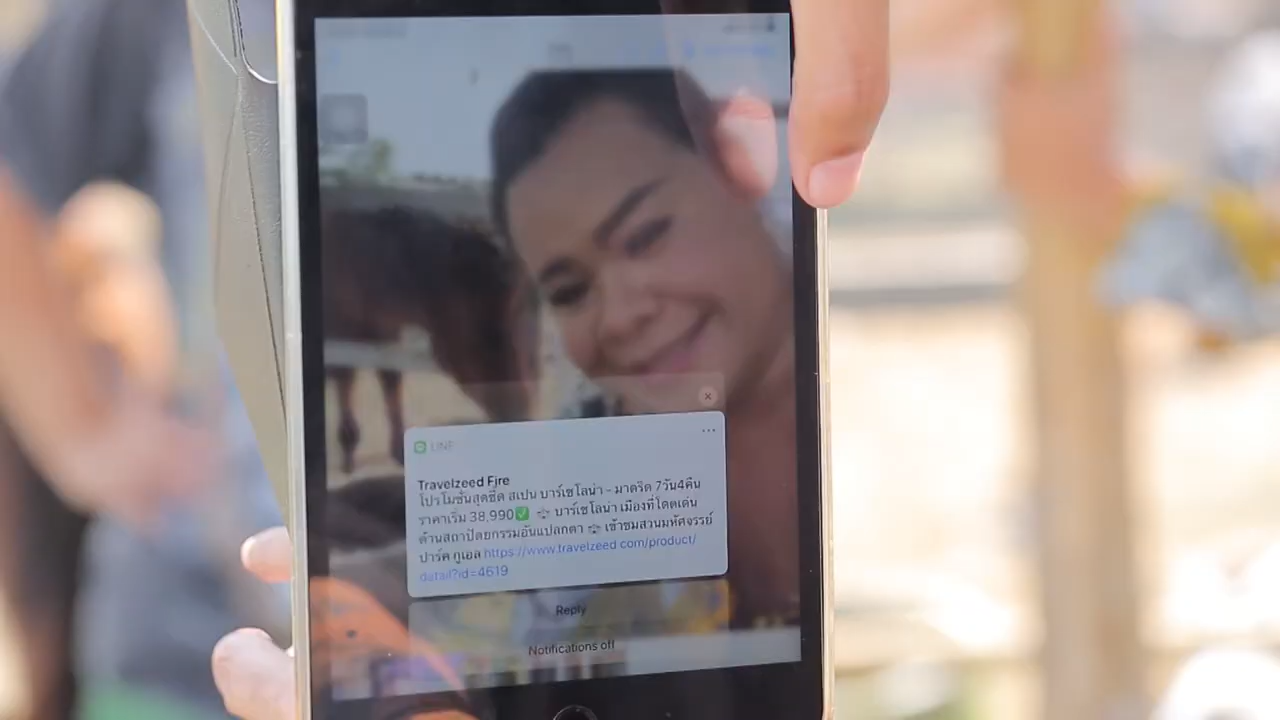 LINE
Travelzeed Fire
โปรโมชั่นสุดฮิต สเปน บาร์เซโลน่า - มาดริด 7วัน4คืน
ราคาเริ่ม 38,990✅ บาร์เซโลน่า เมืองที่โดดเด่น
ด้านสถาปัตยกรรมอันแปลกตา เข้าชมสวนมหัศจรรย์
ปาร์ค กูเอล https://www.travelzeed.com/product/
detail?id=4619
Reply
Notifications off